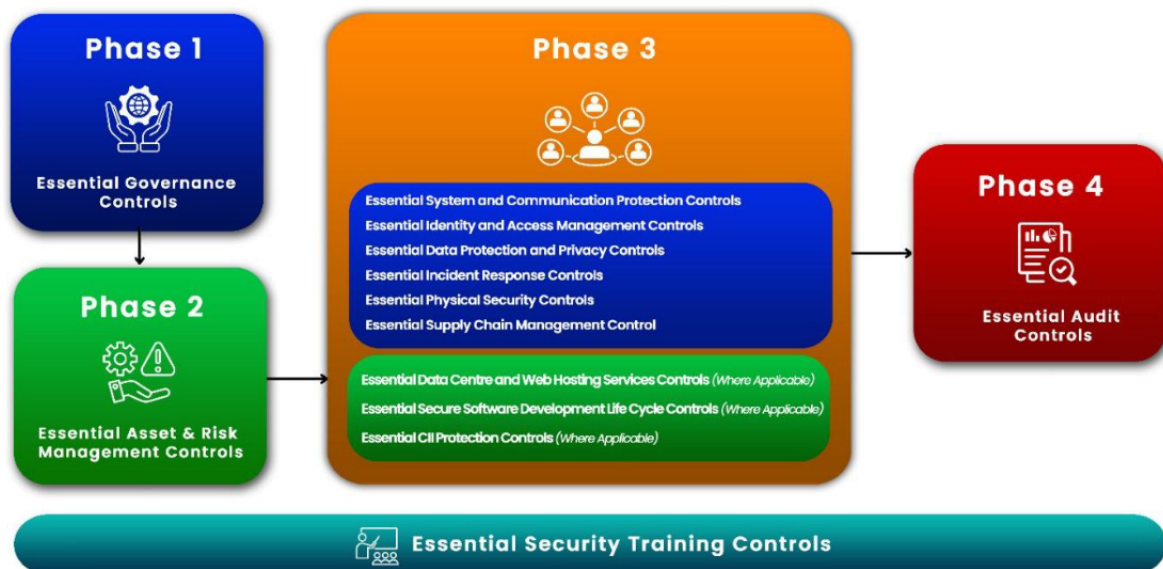 Phase 1
Essential Governance
Controls
Phase 2
Essential Asset & Risk
Management Controls
Phase 3
Essential System and Communication Protection Controls
Essential Identity and Access Management Controls
Essential Data Protection and Privacy Controls
Essential Incident Response Controls
Essential Physical Security Controls
Essential Supply Chain Management Control
Essential Data Centre and Web Hosting Services Controls (Where Applicable)
Essential Secure Software Development Life Cycle Controls (Where Applicable)
Essential CII Protection Controls (Where Applicable)
Phase 4
Essential Audit
Controls
Essential Security Training Controls